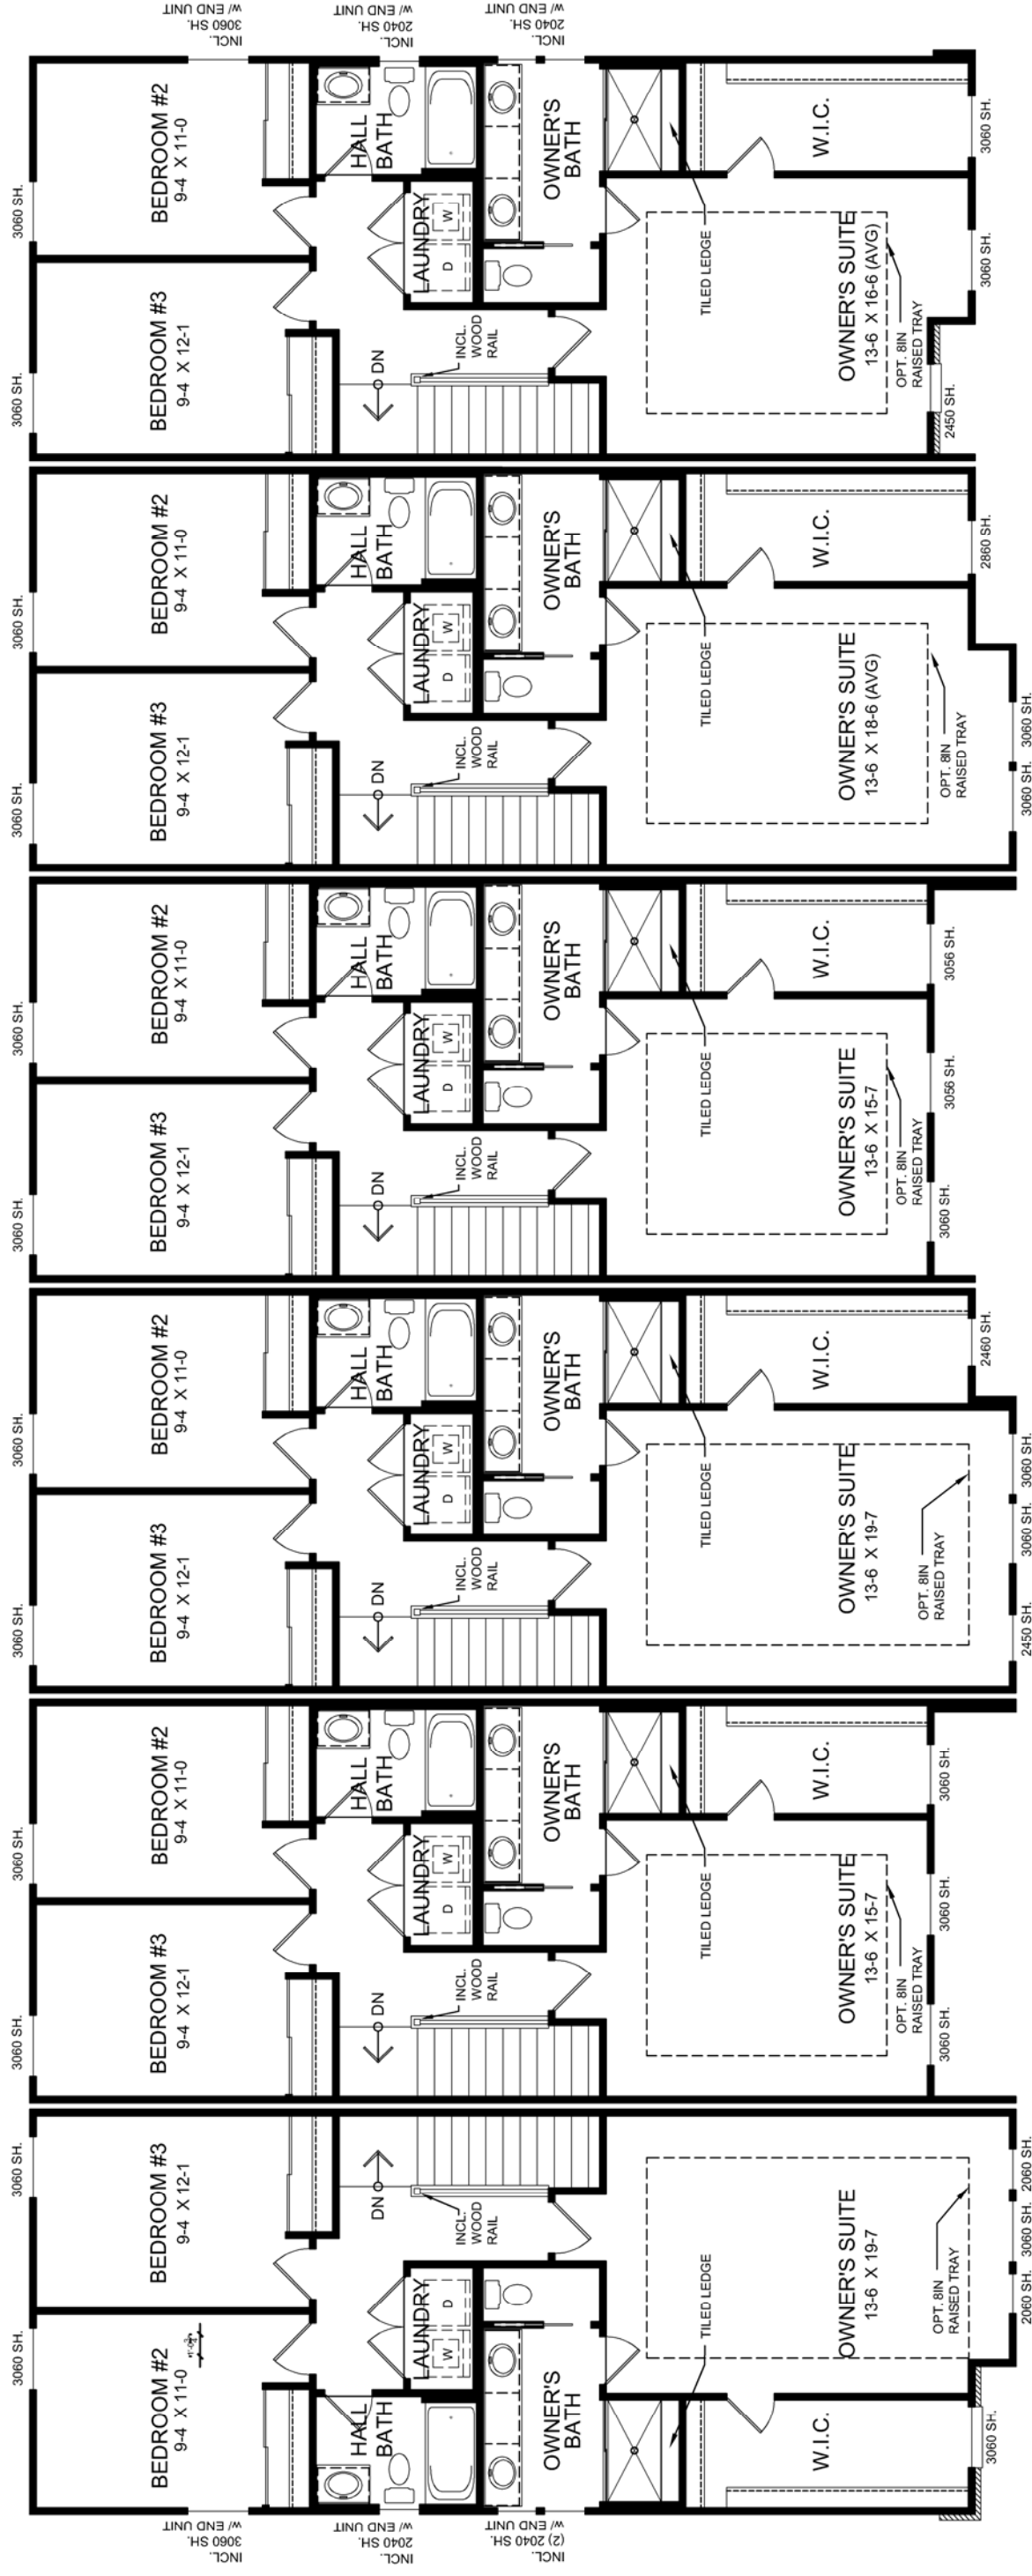 3060 SH.
3060 SH.
BEDROOM #2
9-4 X 11-0
BEDROOM #3
9-4 X 12-1
INCL.
3060 SH.
W/ END UNIT
HALL
BATH
INCL.
2040 SH.
W/ END UNIT
DN
LAUNDRY
W
D
INCL.
WOOD
RAIL
OWNER'S
BATH
INCL.
(2) 2040 SH.
W/ END UNIT
TILED LEDGE
W.I.C.
OWNER'S SUITE
13-6 X 19-7
OPT. 8IN
RAISED TRAY
3060 SH.
2060 SH.
3060 SH.
2060 SH.
3060 SH.
3060 SH.
BEDROOM #3
9-4 X 12-1
BEDROOM #2
9-4 X 11-0
HALL
BATH
DN
LAUNDRY
D
W
INCL.
WOOD
RAIL
OWNER'S
BATH
TILED LEDGE
W.I.C.
OWNER'S SUITE
13-6 X 15-7
OPT. 8IN
RAISED TRAY
3060 SH.
3060 SH.
3060 SH.
3060 SH.
3060 SH.
BEDROOM #3
9-4 X 12-1
BEDROOM #2
9-4 X 11-0
HALL
BATH
DN
LAUNDRY
D
W
INCL.
WOOD
RAIL
OWNER'S
BATH
TILED LEDGE
W.I.C.
OWNER'S SUITE
13-6 X 19-7
OPT. 8IN
RAISED TRAY
2460 SH.
2450 SH.
3060 SH.
3060 SH.
3060 SH.
3060 SH.
BEDROOM #3
9-4 X 12-1
BEDROOM #2
9-4 X 11-0
HALL
BATH
DN
LAUNDRY
D
W
INCL.
WOOD
RAIL
OWNER'S
BATH
TILED LEDGE
W.I.C.
OWNER'S SUITE
13-6 X 15-7
OPT. 8IN
RAISED TRAY
3060 SH.
3056 SH.
3056 SH.
3060 SH.
3060 SH.
BEDROOM #3
9-4 X 12-1
BEDROOM #2
9-4 X 11-0
HALL
BATH
DN
LAUNDRY
D
W
INCL.
WOOD
RAIL
OWNER'S
BATH
TILED LEDGE
W.I.C.
OWNER'S SUITE
13-6 X 18-6 (AVG)
OPT. 8IN
RAISED TRAY
2860 SH.
3060 SH.
3060 SH.
3060 SH.
3060 SH.
BEDROOM #3
9-4 X 12-1
BEDROOM #2
9-4 X 11-0
INCL.
3060 SH.
W/ END UNIT
HALL
BATH
INCL.
2040 SH.
W/ END UNIT
DN
LAUNDRY
D
W
INCL.
WOOD
RAIL
OWNER'S
BATH
INCL.
2040 SH.
W/ END UNIT
TILED LEDGE
W.I.C.
OWNER'S SUITE
13-6 X 16-6 (AVG)
OPT. 8IN
RAISED TRAY
2450 SH.
3060 SH.
3060 SH.